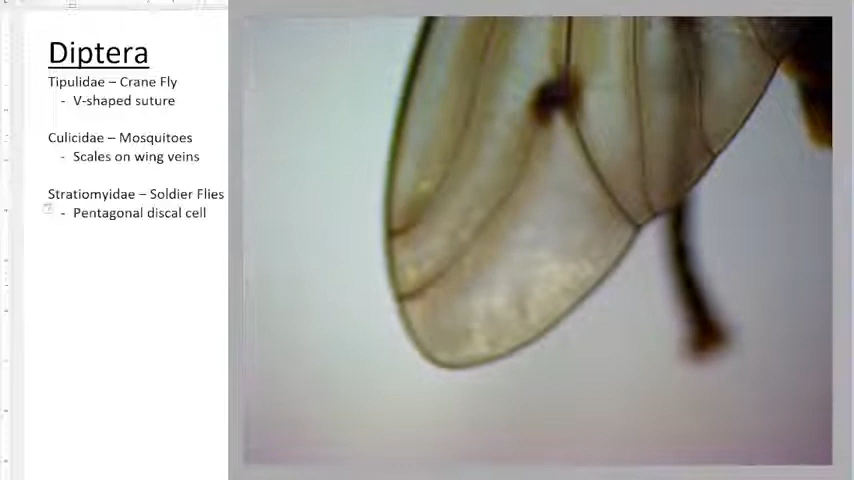 Diptera
Tipulidae – Crane Fly
- V-shaped suture
Culicidae – Mosquitoes
- Scales on wing veins
Stratiomyidae – Soldier Flies
- Pentagonal discal cell